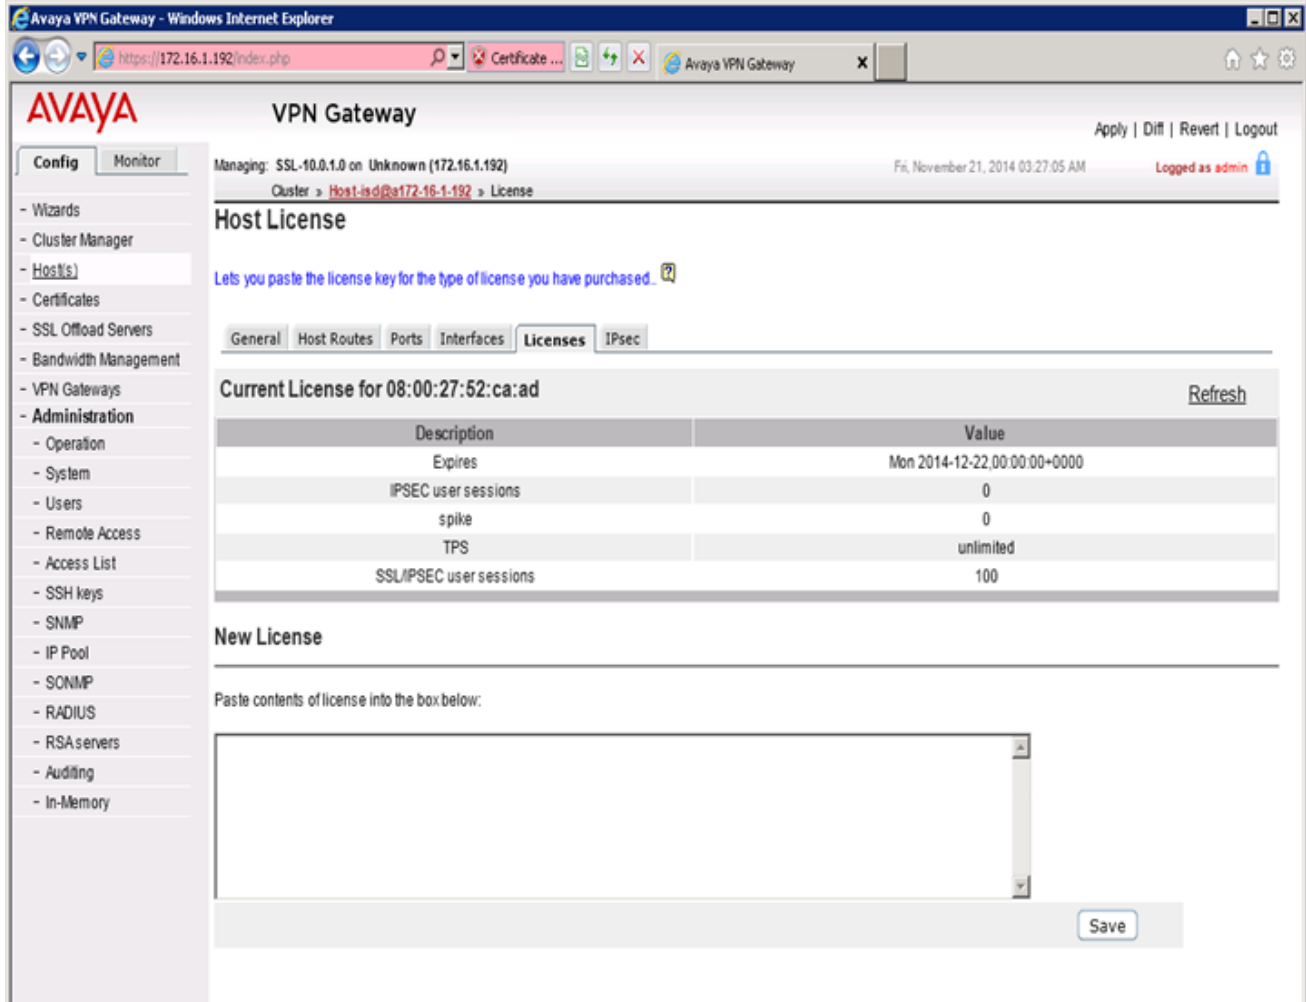 Avaya VPN Gateway - Windows Internet Explorer
https://172.16.1.192/index.php
Certificate ...
Avaya VPN Gateway
AVAYA
VPN Gateway
Apply | Diff | Revert | Logout
Config
Monitor
Managing: SSL-10.0.1.0 on Unknown (172.16.1.192)
Fri, November 21, 2014 03:27:05 AM
Logged as admin
Cluster » Host-isd@a172-16-1-192 » License
- Wizards
- Cluster Manager
- Host(s)
- Certificates
- SSL Offload Servers
- Bandwidth Management
- VPN Gateways
- Administration
- Operation
- System
- Users
- Remote Access
- Access List
- SSH keys
- SNMP
- IP Pool
- SONMP
- RADIUS
- RSA servers
- Auditing
- In-Memory
Host License
Lets you paste the license key for the type of license you have purchased..
General Host Routes Ports Interfaces Licenses IPsec
Current License for 08:00:27:52:ca:ad
Refresh
Description Value
Expires Mon 2014-12-22,00:00:00+0000
IPSEC user sessions 0
spike 0
TPS unlimited
SSL/IPSEC user sessions 100
New License
Paste contents of license into the box below:
Save